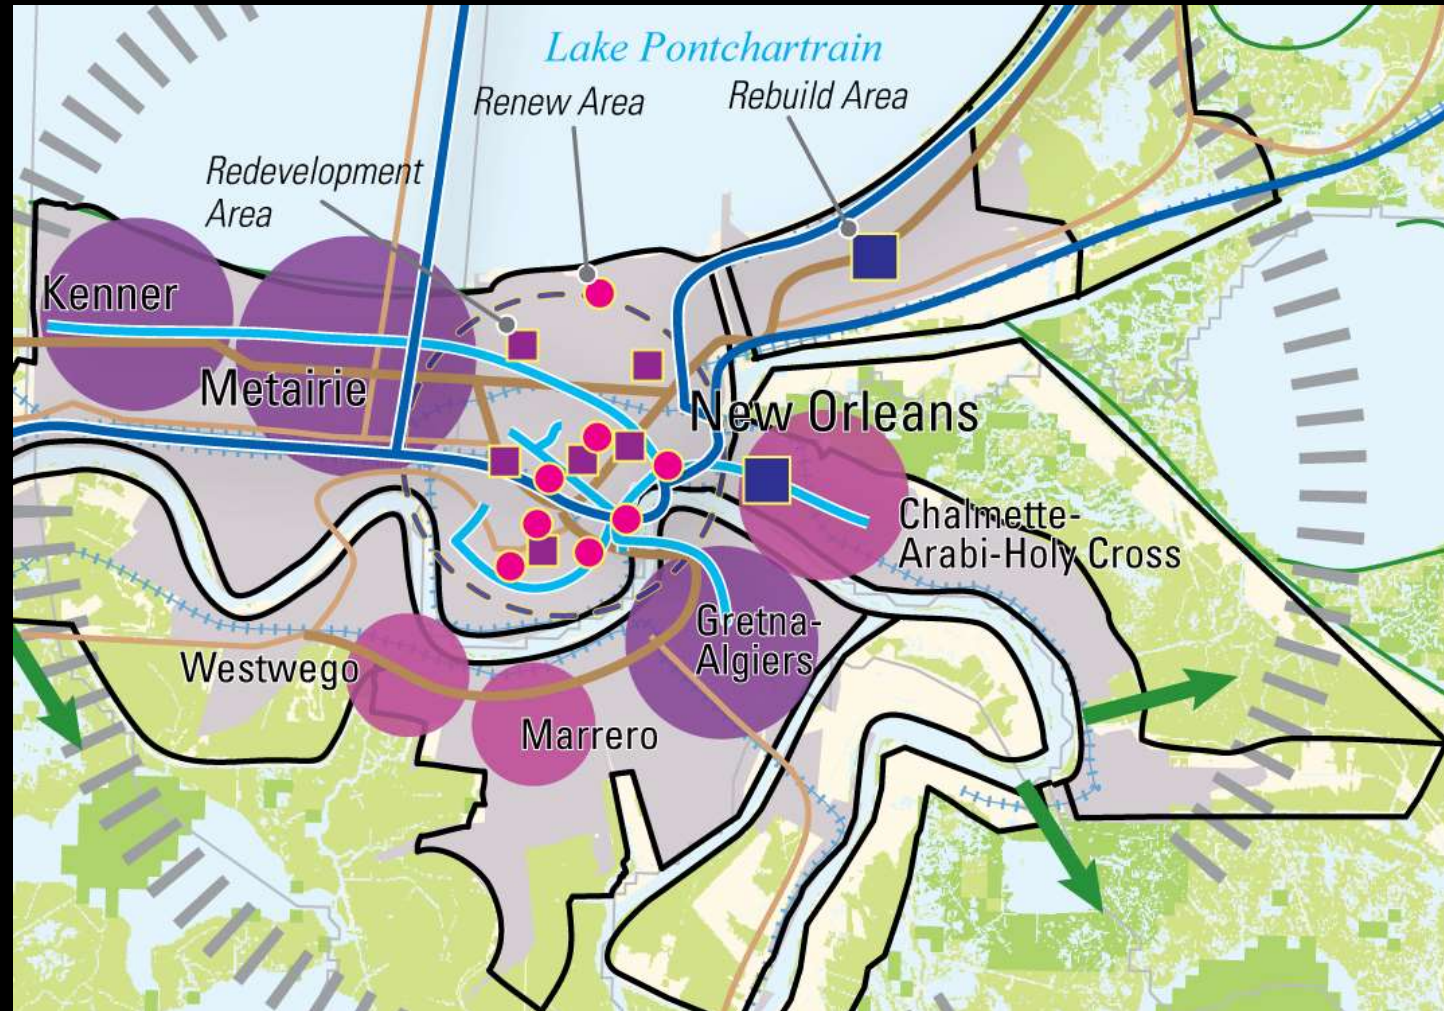 Lake Pontchartrain
Renew Area
Rebuild Area
Redevelopment
Area
Kenner
Metairie
New Orleans
Chalmette-
Arabi-Holy Cross
Gretna-
Algiers
Westwego
Marrero